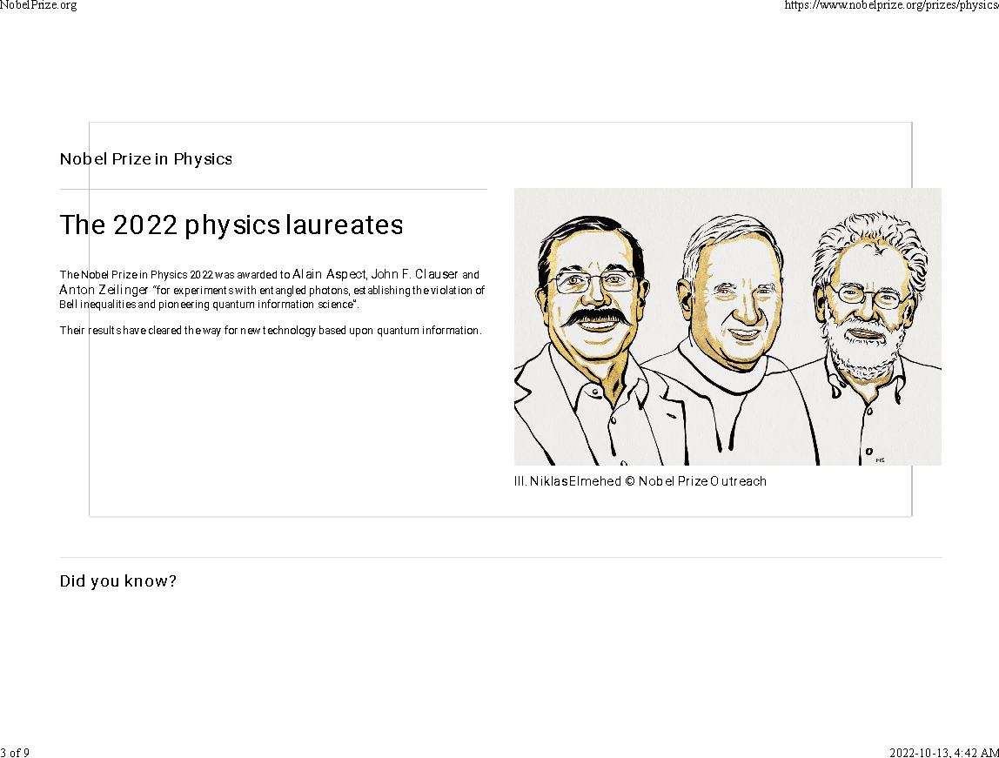 NobelPrize.org
https://www.nobelprize.org/prizes/physics/
Nobel Prize in Physics
The 2022 physics laureates
The Nobel Prize in Physics 2022 was awarded to Alain Aspect, John F. Clauser and
Anton Zeilinger “for experiments with entangled photons, establishing the violation of
Bell inequalities and pioneering quantum information science”.
Their results have cleared the way for new technology based upon quantum information.
MS
Ill. Niklas Elmehed © Nobel Prize Outreach
Did you know?
3 of 9
2022-10-13, 4:42 AM